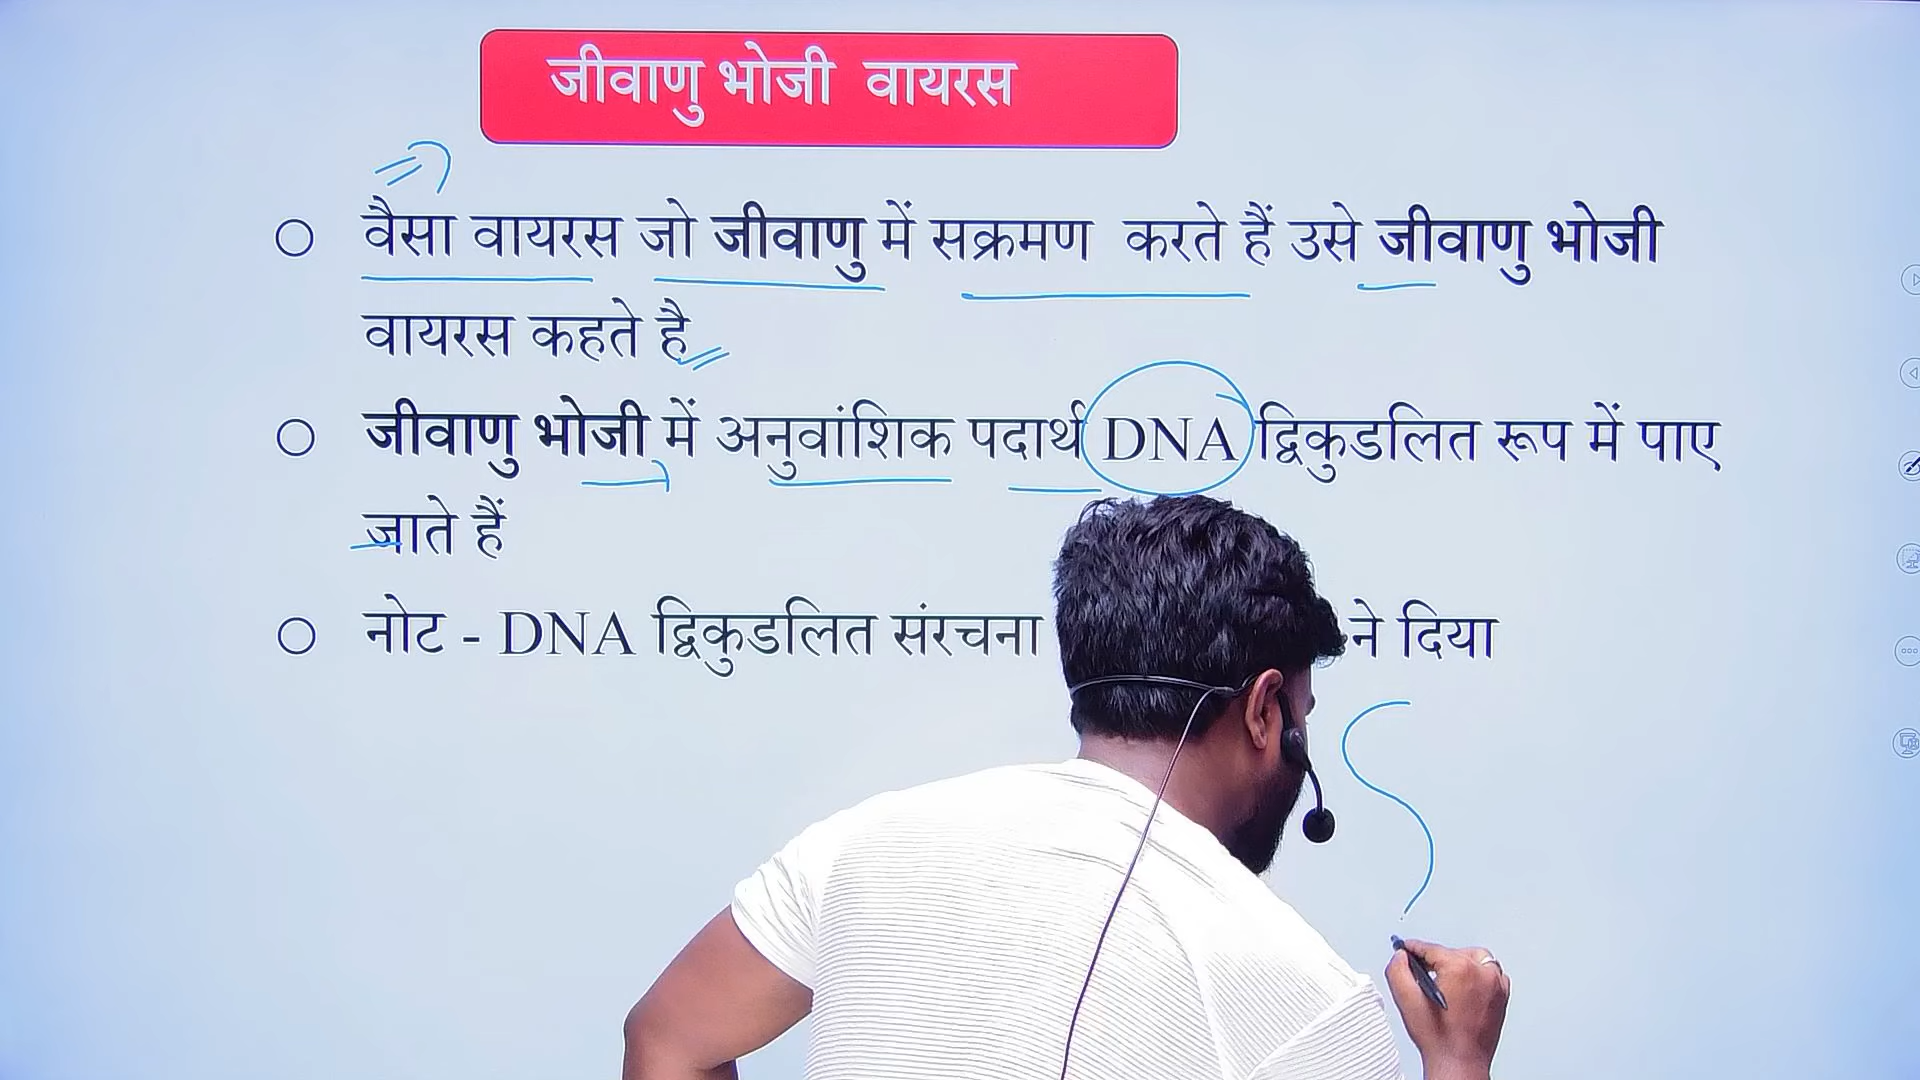 जीवाणु भोजी वायरस
वैसा वायरस जो जीवाणु में सक्रमण करते हैं उसे जीवाणु भोजी
वायरस कहते है
जीवाणु भोजी में अनुवांशिक पदार्थ DNA द्विकुडलित रूप में पाए
जाते हैं
नोट - DNA द्विकुडलित संरचना ने दिया